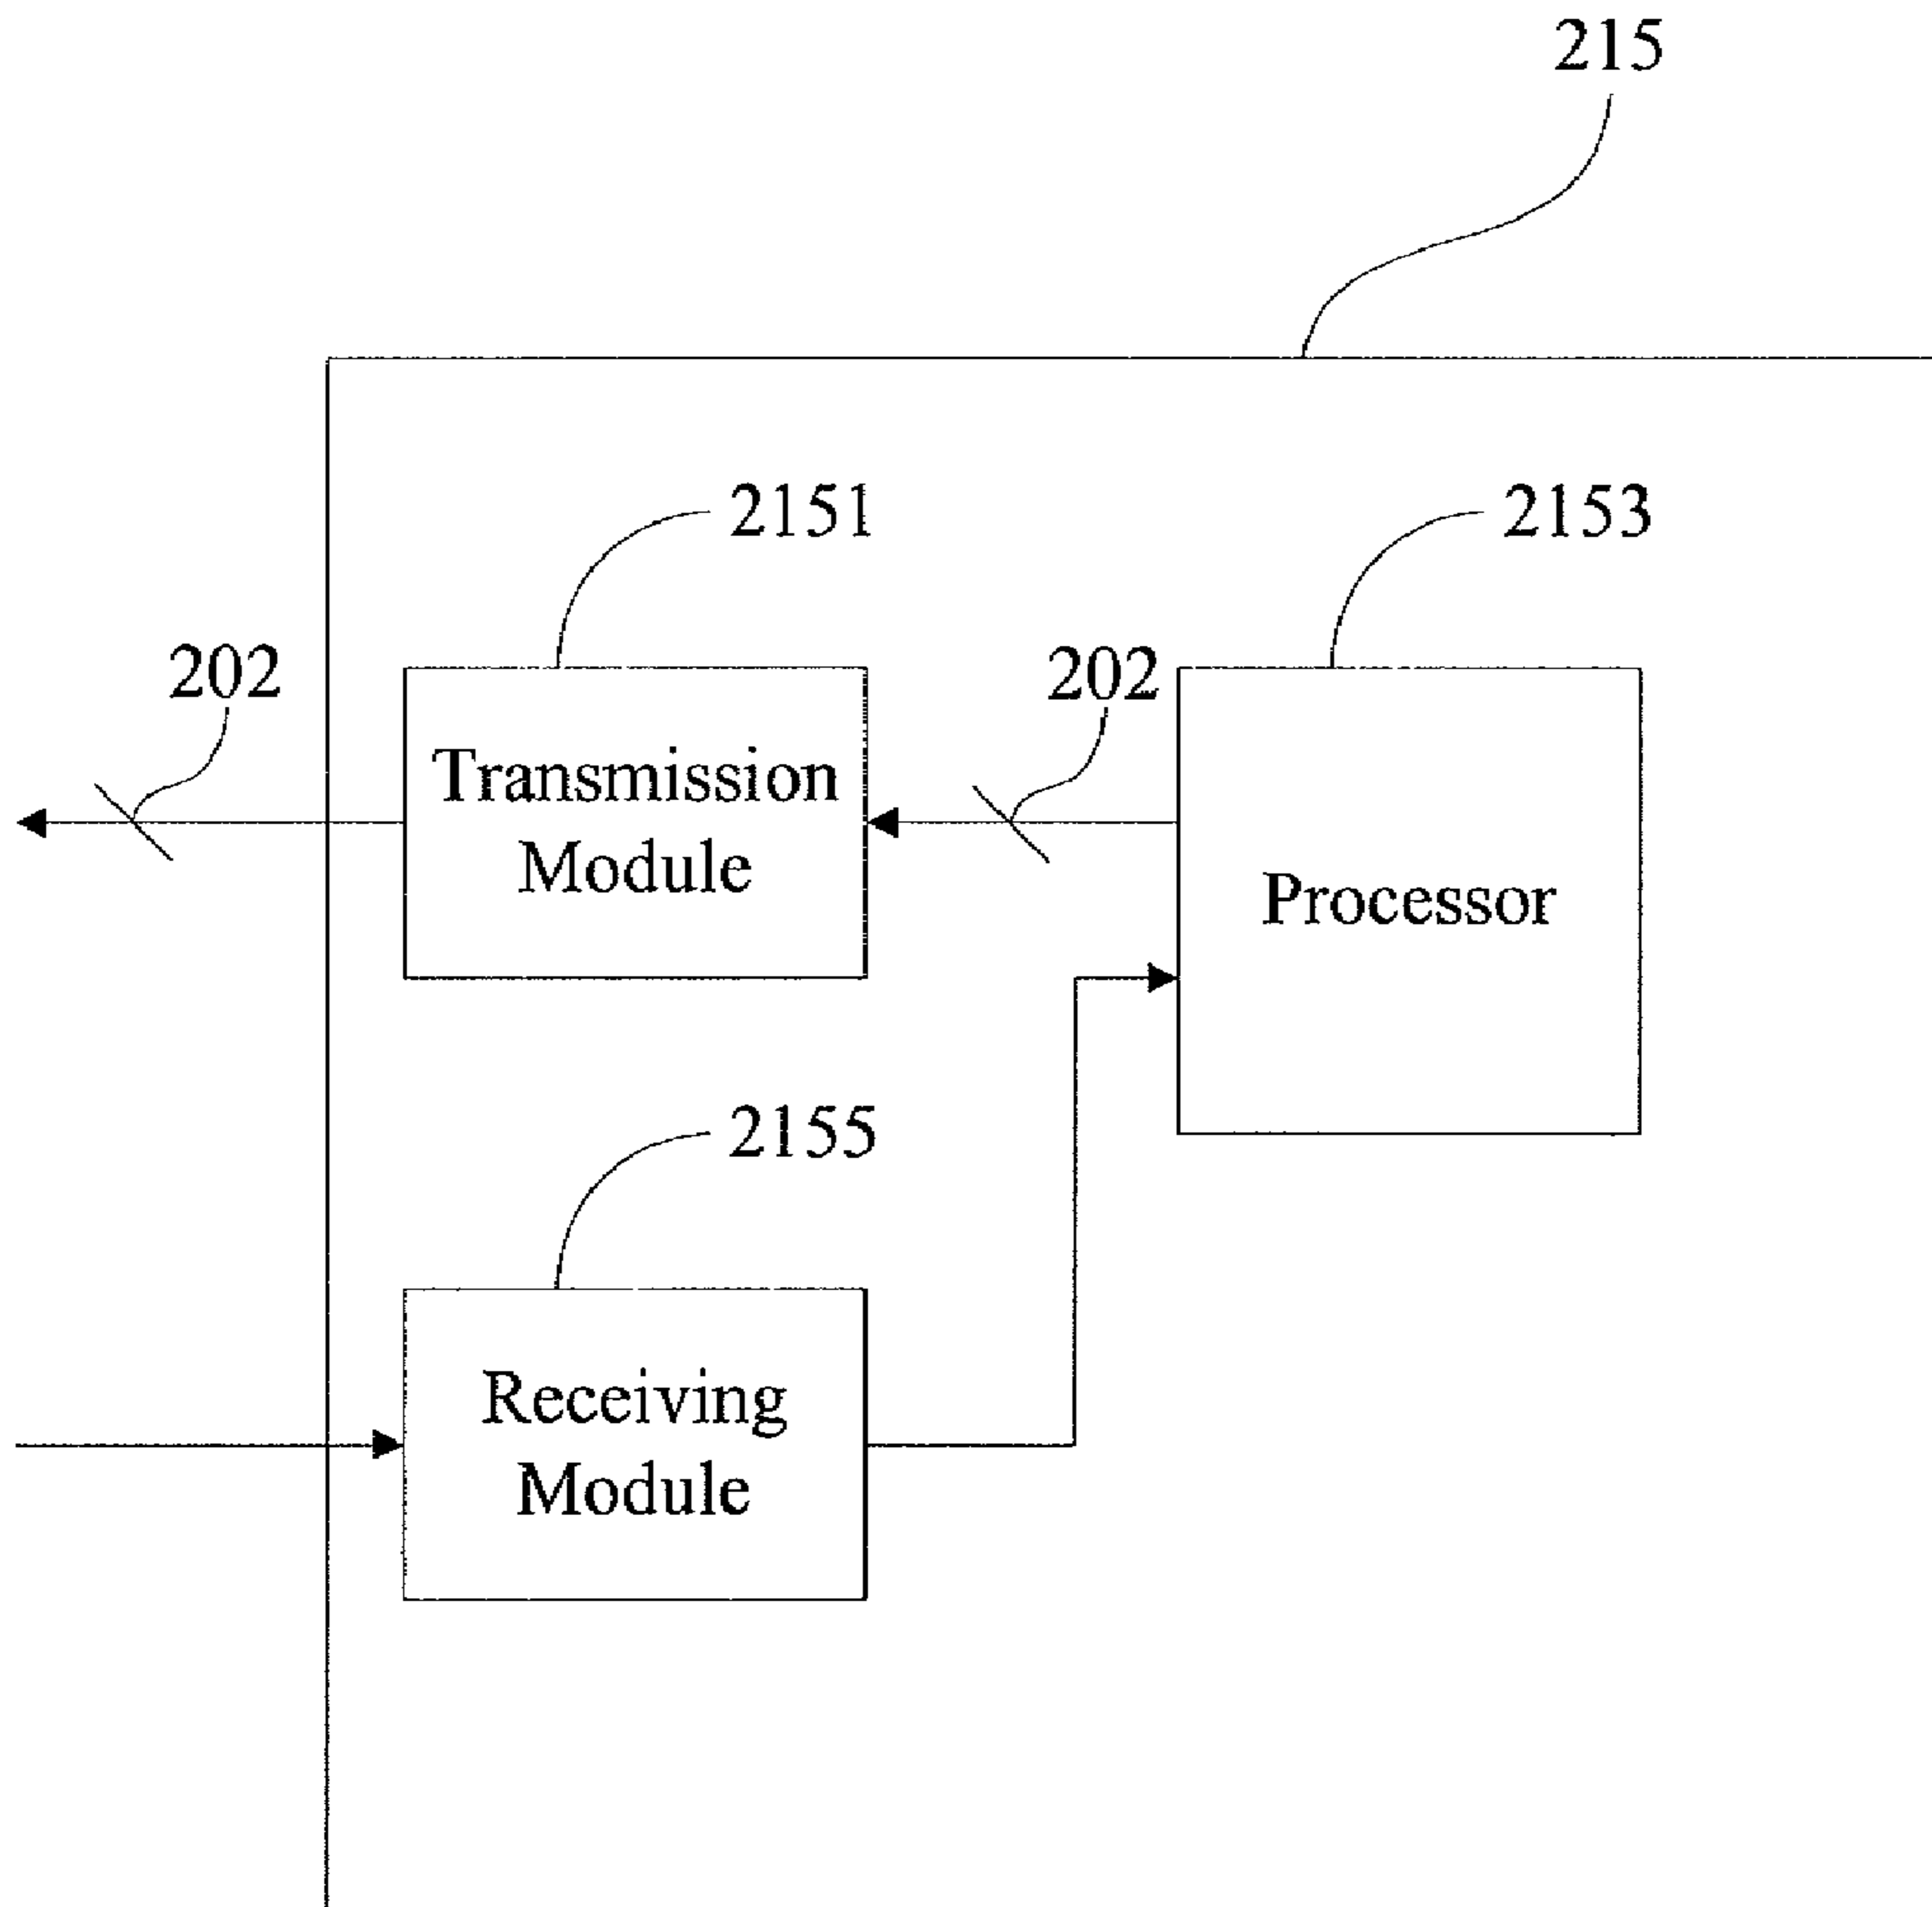 215
2151
2153
202
202
Transmission
Module
Processor
2155
Receiving
Module